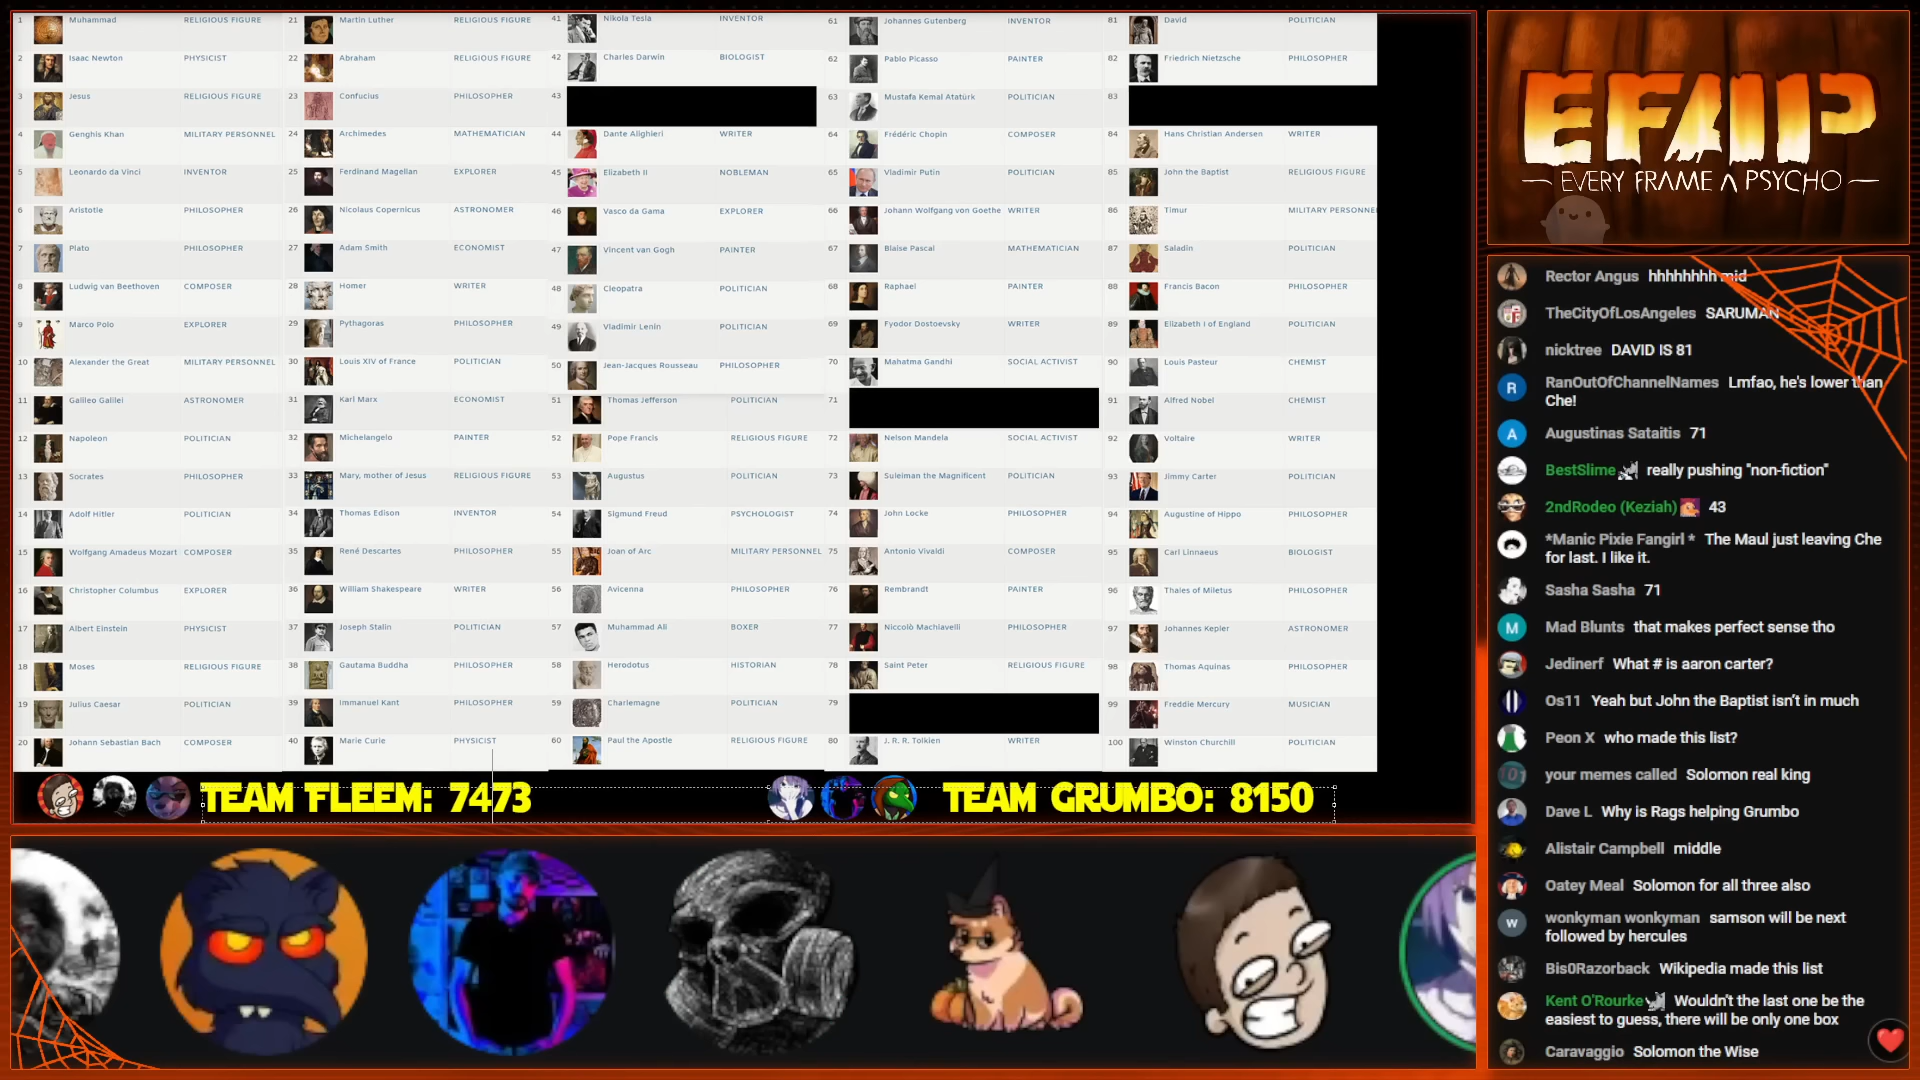 1 Muhammad RELIGIOUS FIGURE
2 Isaac Newton PHYSICIST
3 Jesus RELIGIOUS FIGURE
4 Genghis Khan MILITARY PERSONNEL
5 Leonardo da Vinci INVENTOR
6 Aristotle PHILOSOPHER
7 Plato PHILOSOPHER
8 Ludwig van Beethoven COMPOSER
9 Marco Polo EXPLORER
10 Alexander the Great MILITARY PERSONNEL
11 Galileo Galilei ASTRONOMER
12 Napoleon POLITICIAN
13 Socrates PHILOSOPHER
14 Adolf Hitler POLITICIAN
15 Wolfgang Amadeus Mozart COMPOSER
16 Christopher Columbus EXPLORER
17 Albert Einstein PHYSICIST
18 Moses RELIGIOUS FIGURE
19 Julius Caesar POLITICIAN
20 Johann Sebastian Bach COMPOSER
21 Martin Luther RELIGIOUS FIGURE
22 Abraham RELIGIOUS FIGURE
23 Confucius PHILOSOPHER
24 Archimedes MATHEMATICIAN
25 Ferdinand Magellan EXPLORER
26 Nicolaus Copernicus ASTRONOMER
27 Adam Smith ECONOMIST
28 Homer WRITER
29 Pythagoras PHILOSOPHER
30 Louis XIV of France POLITICIAN
31 Karl Marx ECONOMIST
32 Michelangelo PAINTER
33 Mary, mother of Jesus RELIGIOUS FIGURE
34 Thomas Edison INVENTOR
35 René Descartes PHILOSOPHER
36 William Shakespeare WRITER
37 Joseph Stalin POLITICIAN
38 Gautama Buddha PHILOSOPHER
39 Immanuel Kant PHILOSOPHER
40 Marie Curie PHYSICIST
41 Nikola Tesla INVENTOR
42 Charles Darwin BIOLOGIST
43
44 Dante Alighieri WRITER
45 Elizabeth II NOBLEMAN
46 Vasco da Gama EXPLORER
47 Vincent van Gogh PAINTER
48 Cleopatra POLITICIAN
49 Vladimir Lenin POLITICIAN
50 Jean-Jacques Rousseau PHILOSOPHER
51 Thomas Jefferson POLITICIAN
52 Pope Francis RELIGIOUS FIGURE
53 Augustus POLITICIAN
54 Sigmund Freud PSYCHOLOGIST
55 Joan of Arc MILITARY PERSONNEL
56 Avicenna PHILOSOPHER
57 Muhammad Ali BOXER
58 Herodotus HISTORIAN
59 Charlemagne POLITICIAN
60 Paul the Apostle RELIGIOUS FIGURE
61 Johannes Gutenberg INVENTOR
62 Pablo Picasso PAINTER
63 Mustafa Kemal Atatürk POLITICIAN
64 Frédéric Chopin COMPOSER
65 Vladimir Putin POLITICIAN
66 Johann Wolfgang von Goethe WRITER
67 Blaise Pascal MATHEMATICIAN
68 Raphael PAINTER
69 Fyodor Dostoevsky WRITER
70 Mahatma Gandhi SOCIAL ACTIVIST
71
72 Nelson Mandela SOCIAL ACTIVIST
73 Suleiman the Magnificent POLITICIAN
74 John Locke PHILOSOPHER
75 Antonio Vivaldi COMPOSER
76 Rembrandt PAINTER
77 Niccolò Machiavelli PHILOSOPHER
78 Saint Peter RELIGIOUS FIGURE
79
80 J. R. R. Tolkien WRITER
81 David POLITICIAN
82 Friedrich Nietzsche PHILOSOPHER
83
84 Hans Christian Andersen WRITER
85 John the Baptist RELIGIOUS FIGURE
86 Timur MILITARY PERSONNE
87 Saladin POLITICIAN
88 Francis Bacon PHILOSOPHER
89 Elizabeth I of England POLITICIAN
90 Louis Pasteur CHEMIST
91 Alfred Nobel CHEMIST
92 Voltaire WRITER
93 Jimmy Carter POLITICIAN
94 Augustine of Hippo PHILOSOPHER
95 Carl Linnaeus BIOLOGIST
96 Thales of Miletus PHILOSOPHER
97 Johannes Kepler ASTRONOMER
98 Thomas Aquinas PHILOSOPHER
99 Freddie Mercury MUSICIAN
100 Winston Churchill POLITICIAN
TEAM FLEEM: 7473
TEAM GRUMBO: 8150
EFAP
EVERY FRAME A PSYCHO
Rector Angus hhhhhhhh mid
TheCityOfLosAngeles SARUMAN
nicktree DAVID IS 81
RanOutOfChannelNames Lmfao, he's lower than
Che!
A Augustinas Sataitis 71
R
BestSlime really pushing "non-fiction"
2ndRodeo (Keziah) 43
*Manic Pixie Fangirl * The Maul just leaving Che
for last. I like it.
Sasha Sasha 71
M Mad Blunts that makes perfect sense tho
Jedinerf What # is aaron carter?
Os11 Yeah but John the Baptist isn't in much
Peon X who made this list?
101 your memes called Solomon real king
Dave L Why is Rags helping Grumbo
Alistair Campbell middle
Oatey Meal Solomon for all three also
W wonkyman wonkyman samson will be next
followed by hercules
Bis0Razorback Wikipedia made this list
Kent O'Rourke Wouldn't the last one be the
easiest to guess, there will be only one box
Caravaggio Solomon the Wise